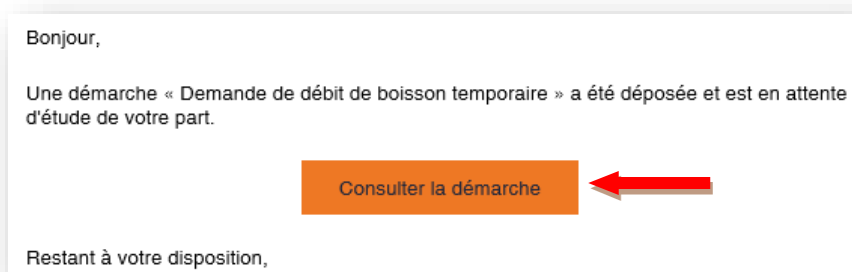 Bonjour,
Une démarche « Demande de débit de boisson temporaire » a été déposée et est en attente
d'étude de votre part.
Consulter la démarche
Restant à votre disposition,